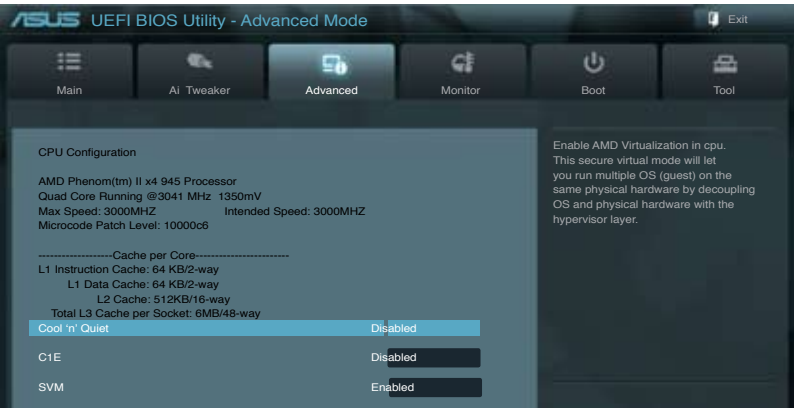 ASUS UEFI BIOS Utility - Advanced Mode
Exit
Main
Ai Tweaker
Advanced
Monitor
Boot
Tool
CPU Configuration
AMD Phenom(tm) II x4 945 Processor
Quad Core Running @3041 MHz 1350mV
Max Speed: 3000MHZ Intended Speed: 3000MHZ
Microcode Patch Level: 10000c6
-------------------Cache per Core------------------------
L1 Instruction Cache: 64 KB/2-way
L1 Data Cache: 64 KB/2-way
L2 Cache: 512KB/16-way
Total L3 Cache per Socket: 6MB/48-way
Cool ‘n’ Quiet Disabled
C1E Disabled
SVM Enabled
Enable AMD Virtualization in cpu.
This secure virtual mode will let
you run multiple OS (guest) on the
same physical hardware by decoupling
OS and physical hardware with the
hypervisor layer.